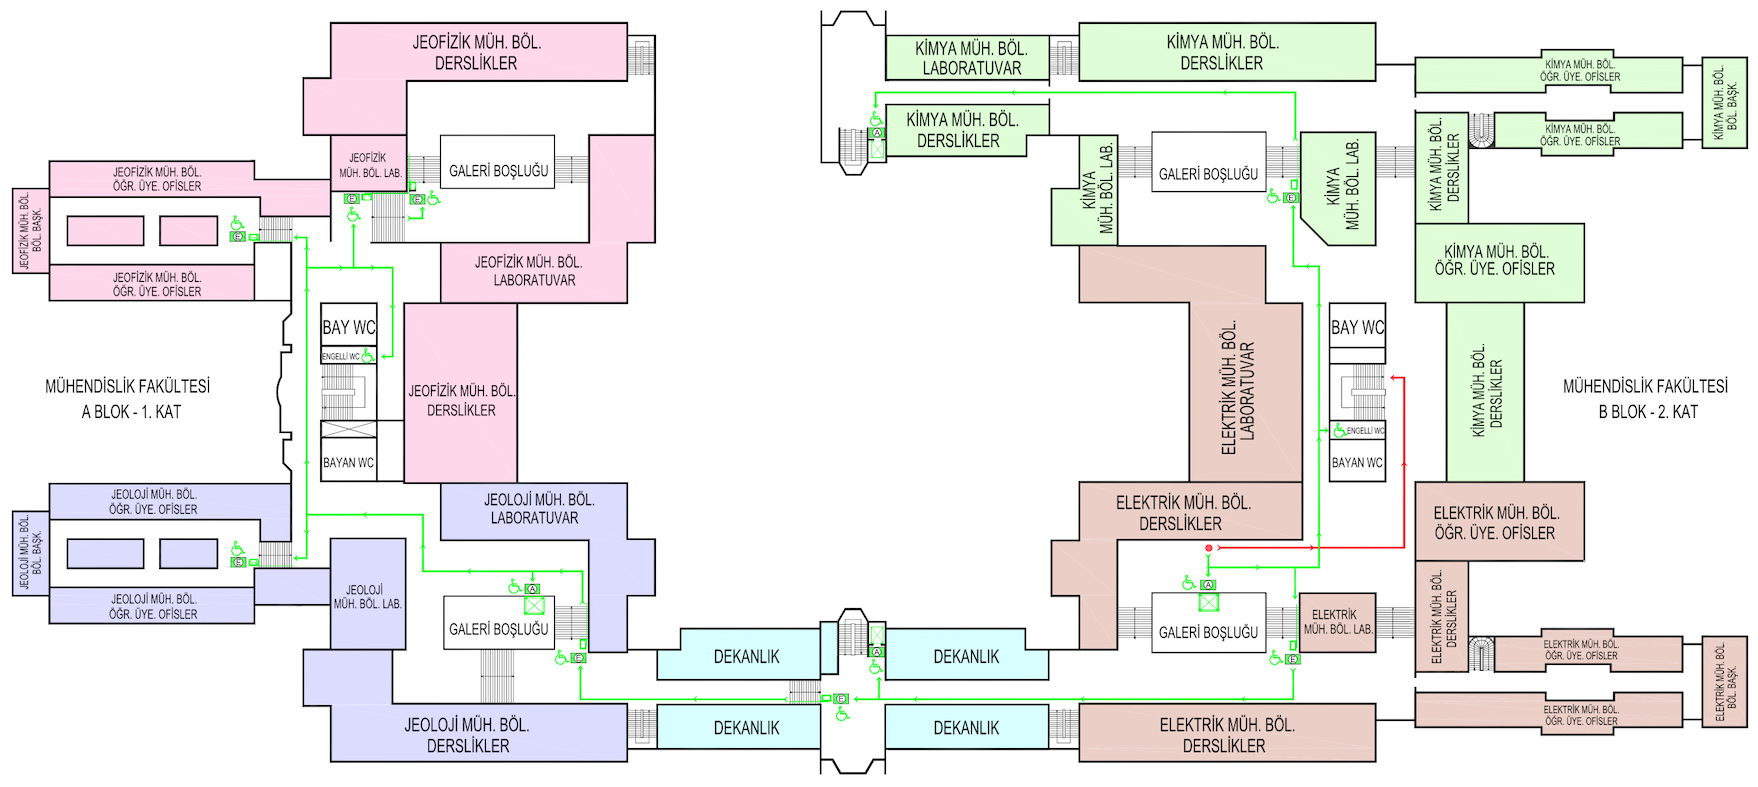 JEOFİZİK MÜH. BÖL.
DERSLİKLER
JEOFİZİK
MÜH. BÖL. LAB.
GALERİ BOŞLUĞU
JEOFİZİK MÜH. BÖL.
ÖĞR. ÜYE. OFİSLER
JEOFİZİK MÜH. BÖL.
BÖL. BAŞK.
E
E
E
JEOFİZİK MÜH. BÖL.
ÖĞR. ÜYE. OFİSLER
JEOFİZİK MÜH. BÖL.
LABORATUVAR
BAY WC
ENGELLİ WC
JEOFİZİK MÜH. BÖL.
DERSLİKLER
MÜHENDİSLİK FAKÜLTESİ
A BLOK - 1. KAT
BAYAN WC
JEOLOJİ MÜH. BÖL.
ÖĞR. ÜYE. OFİSLER
JEOLOJİ MÜH. BÖL.
LABORATUVAR
JEOLOJİ MÜH. BÖL.
BÖL. BAŞK.
E
JEOLOJİ MÜH. BÖL.
ÖĞR. ÜYE. OFİSLER
JEOLOJİ
MÜH. BÖL. LAB.
A
GALERİ BOŞLUĞU
E
JEOLOJİ MÜH. BÖL.
DERSLİKLER
DEKANLIK
DEKANLIK
A
E
DEKANLIK
DEKANLIK
KİMYA MÜH. BÖL.
LABORATUVAR
KİMYA MÜH. BÖL.
DERSLİKLER
KİMYA MÜH. BÖL.
ÖĞR. ÜYE. OFİSLER
KİMYA MÜH. BÖL.
BÖL. BAŞK.
A
KİMYA MÜH. BÖL.
DERSLİKLER
KİMYA MÜH. BÖL.
ÖĞR. ÜYE. OFİSLER
KİMYA
MÜH. BÖL. LAB.
GALERİ BOŞLUĞU
E
KİMYA
MÜH. BÖL. LAB.
KİMYA MÜH. BÖL.
DERSLİKLER
KİMYA MÜH. BÖL.
ÖĞR. ÜYE. OFİSLER
ELEKTRİK MÜH. BÖL.
LABORATUVAR
BAY WC
KİMYA MÜH. BÖL.
DERSLİKLER
MÜHENDİSLİK FAKÜLTESİ
B BLOK - 2. KAT
ENGELLİ WC
BAYAN WC
ELEKTRİK MÜH. BÖL.
DERSLİKLER
ELEKTRİK MÜH. BÖL.
ÖĞR. ÜYE. OFİSLER
A
GALERİ BOŞLUĞU
E
ELEKTRİK
MÜH. BÖL. LAB.
ELEKTRİK MÜH. BÖL.
DERSLİKLER
ELEKTRİK MÜH. BÖL.
ÖĞR. ÜYE. OFİSLER
ELEKTRİK MÜH. BÖL.
BÖL. BAŞK.
ELEKTRİK MÜH. BÖL.
DERSLİKLER
ELEKTRİK MÜH. BÖL.
ÖĞR. ÜYE. OFİSLER